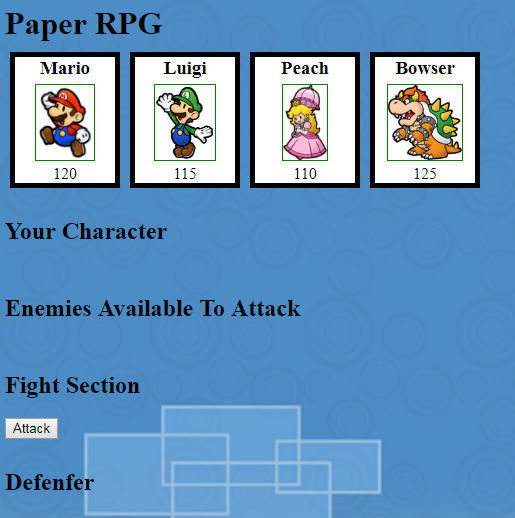 Paper RPG
Mario Luigi Peach Bowser
120 115 110 125
Your Character
Enemies Available To Attack
Fight Section
Attack
Defenfer